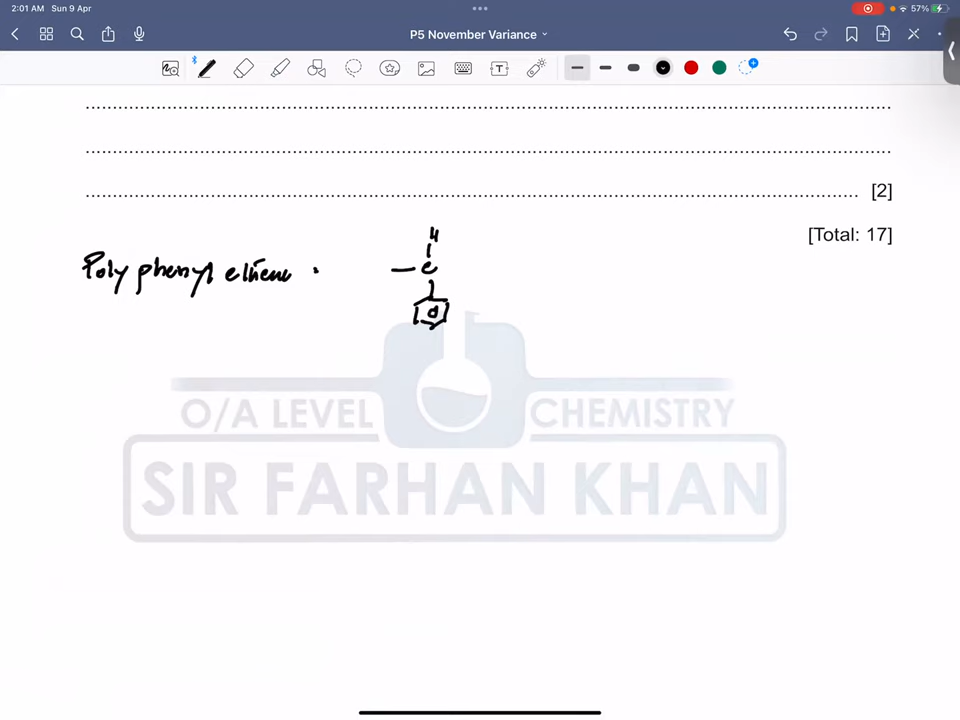 2:01 AM Sun 9 Apr
57%
P5 November Variance
[2]
[Total: 17]
Poly phenyl ethene :
H
C
O/A LEVEL CHEMISTRY
SIR FARHAN KHAN